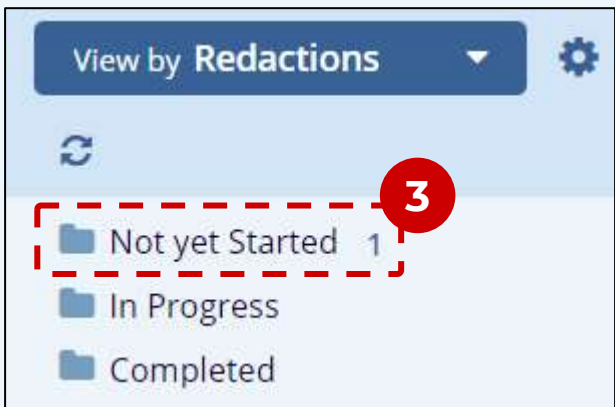 View by Redactions
3
Not yet Started 1
In Progress
Completed